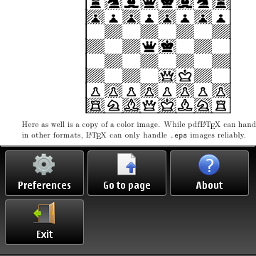 Here as well is a copy of a color image. While pdfLATEX can hand
in other formats, LATEX can only handle .eps images reliably.
Preferences
Go to page
About
Exit